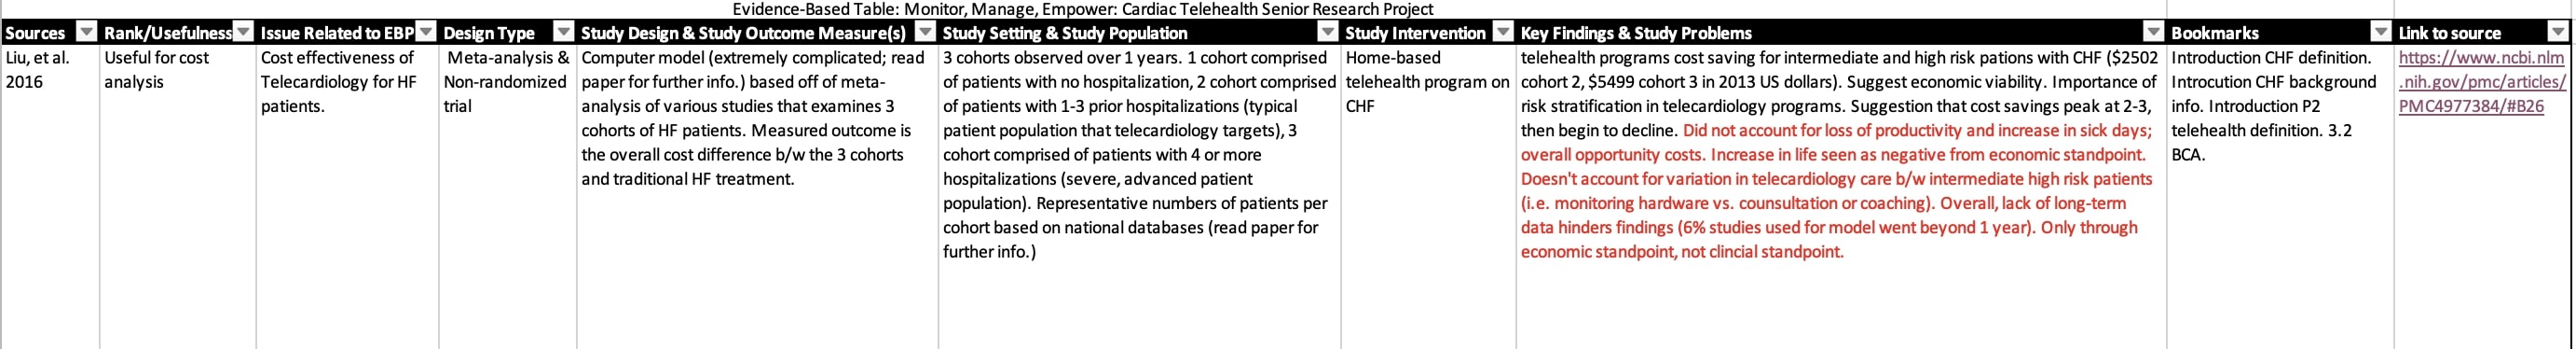 Evidence-Based Table: Monitor, Manage, Empower: Cardiac Telehealth Senior Research Project
Sources
Rank/Usefulness
Issue Related to EBP
Design Type
Study Design & Study Outcome Measure(s)
Study Setting & Study Population
Study Intervention
Key Findings & Study Problems
Bookmarks
Link to source
Liu, et al.
2016
Useful for cost
analysis
Cost effectiveness of
Telecardiology for HF
patients.
Meta-analysis &
Non-randomized
trial
Computer model (extremely complicated; read
paper for further info.) based off of meta-
analysis of various studies that examines 3
cohorts of HF patients. Measured outcome is
the overall cost difference b/w the 3 cohorts
and traditional HF treatment.
3 cohorts observed over 1 years. 1 cohort comprised
of patients with no hospitalization, 2 cohort comprised
of patients with 1-3 prior hospitalizations (typical
patient population that telecardiology targets), 3
cohort comprised of patients with 4 or more
hospitalizations (severe, advanced patient
population). Representative numbers of patients per
cohort based on national databases (read paper for
further info.)
Home-based
telehealth program on
CHF
telehealth programs cost saving for intermediate and high risk pations with CHF ($2502
cohort 2, $5499 cohort 3 in 2013 US dollars). Suggest economic viability. Importance of
risk stratification in telecardiology programs. Suggestion that cost savings peak at 2-3,
then begin to decline. Did not account for loss of productivity and increase in sick days;
overall opportunity costs. Increase in life seen as negative from economic standpoint.
Doesn't account for variation in telecardiology care b/w intermediate high risk patients
(i.e. monitoring hardware vs. counsultation or coaching). Overall, lack of long-term
data hinders findings (6% studies used for model went beyond 1 year). Only through
economic standpoint, not clincial standpoint.
Introduction CHF definition.
Introcution CHF background
info. Introduction P2
telehealth definition. 3.2
BCA.
https://www.ncbi.nlm
.nih.gov/pmc/articles/
PMC4977384/#B26